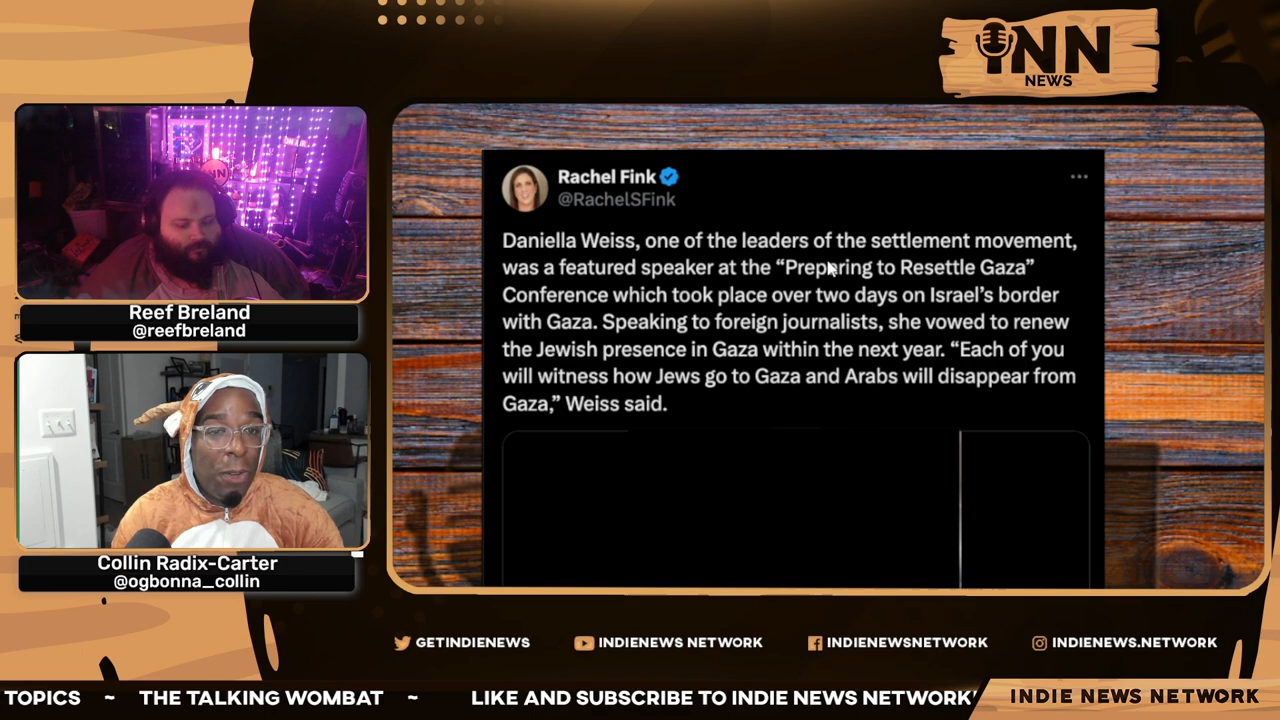 INN
NEWS
Reef Breland
@reefbreland
Collin Radix-Carter
@ogbonna_collin
Rachel Fink
@RachelSFink
Daniella Weiss, one of the leaders of the settlement movement,
was a featured speaker at the “Preparing to Resettle Gaza”
Conference which took place over two days on Israel’s border
with Gaza. Speaking to foreign journalists, she vowed to renew
the Jewish presence in Gaza within the next year. “Each of you
will witness how Jews go to Gaza and Arabs will disappear from
Gaza,” Weiss said.
GETINDIENEWS
INDIENEWS NETWORK
INDIENEWSNETWORK
INDIENEWS.NETWORK
TOPICS ~ THE TALKING WOMBAT ~ LIKE AND SUBSCRIBE TO INDIE NEWS NETWORK'
INDIE NEWS NETWORK